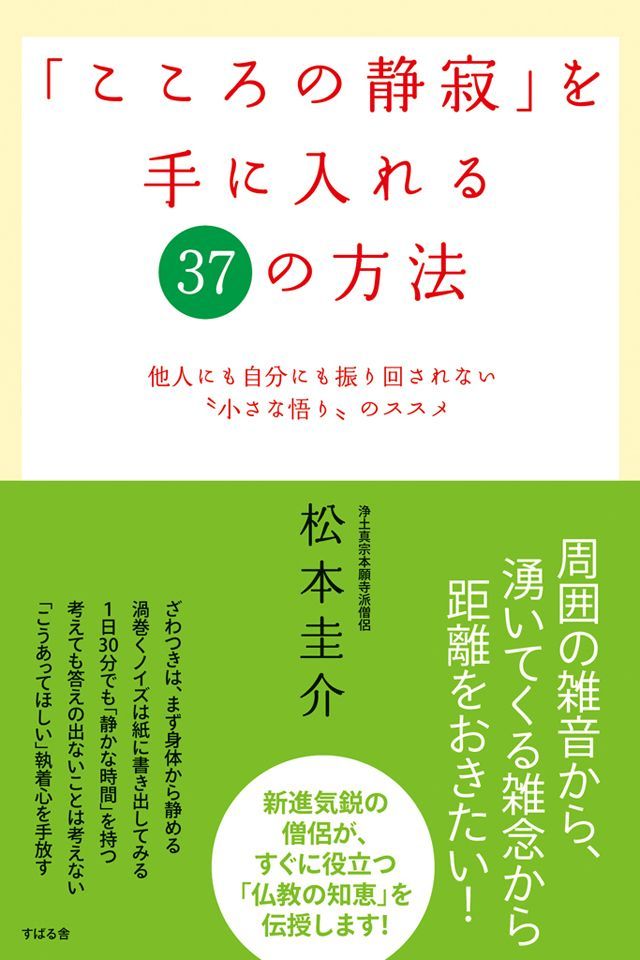 「こころの静寂」を
手に入れる
37の方法
他人にも自分にも振り回されない
〝小さな悟り〟のススメ
周囲の雑音から、
湧いてくる雑念から
距離をおきたい！
浄土真宗本願寺派僧侶
松本圭介
ざわつきは、まず身体から静める
渦巻くノイズは紙に書き出してみる
1日30分でも「静かな時間」を持つ
考えても答えの出ないことは考えない
「こうあってほしい」執着心を手放す
新進気鋭の
僧侶が、
すぐに役立つ
「仏教の知恵」を
伝授します！
すばる舎